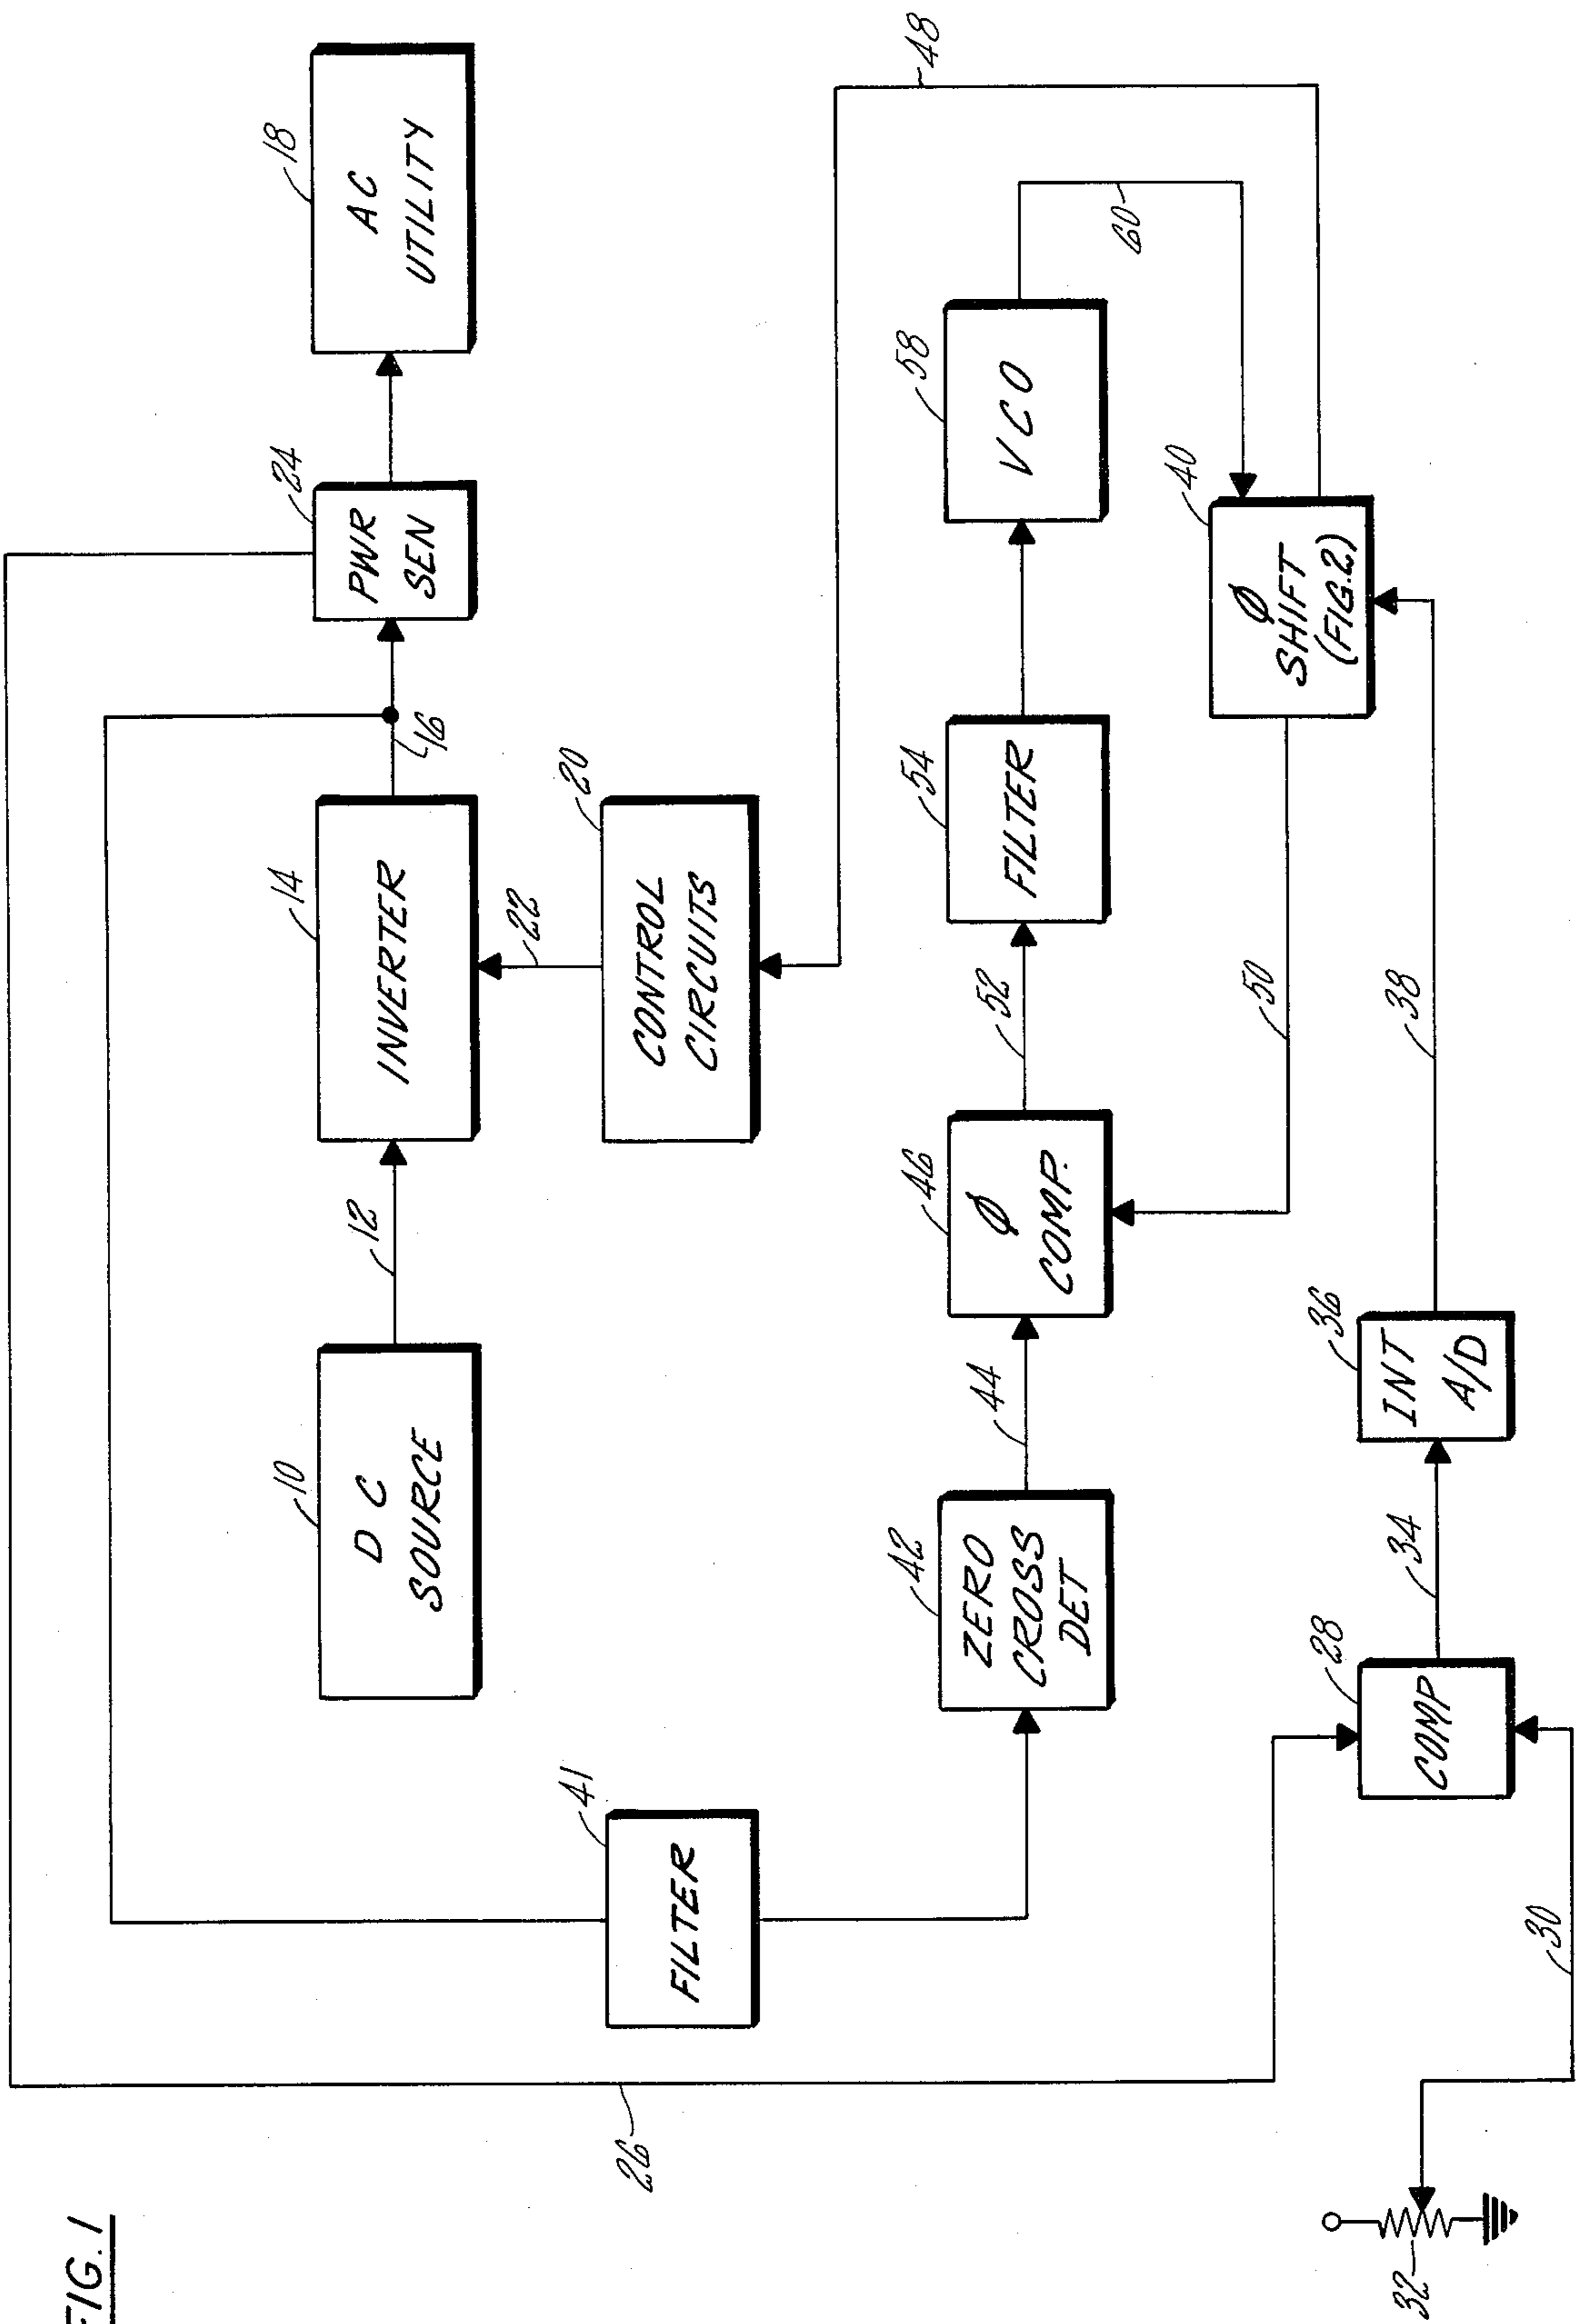 FIG. 1
10
DC
SOURCE
12
14
INVERTER
16
24
PWR
SEN
18
AC
UTILITY
20
CONTROL
CIRCUITS
22
41
FILTER
26
42
ZERO
CROSS
DET
44
46
Ø
COMP.
52
54
FILTER
58
VCO
60
48
50
40
Ø
SHIFT
(FIG.2)
32
30
28
COMP
34
36
INT
A/D
38